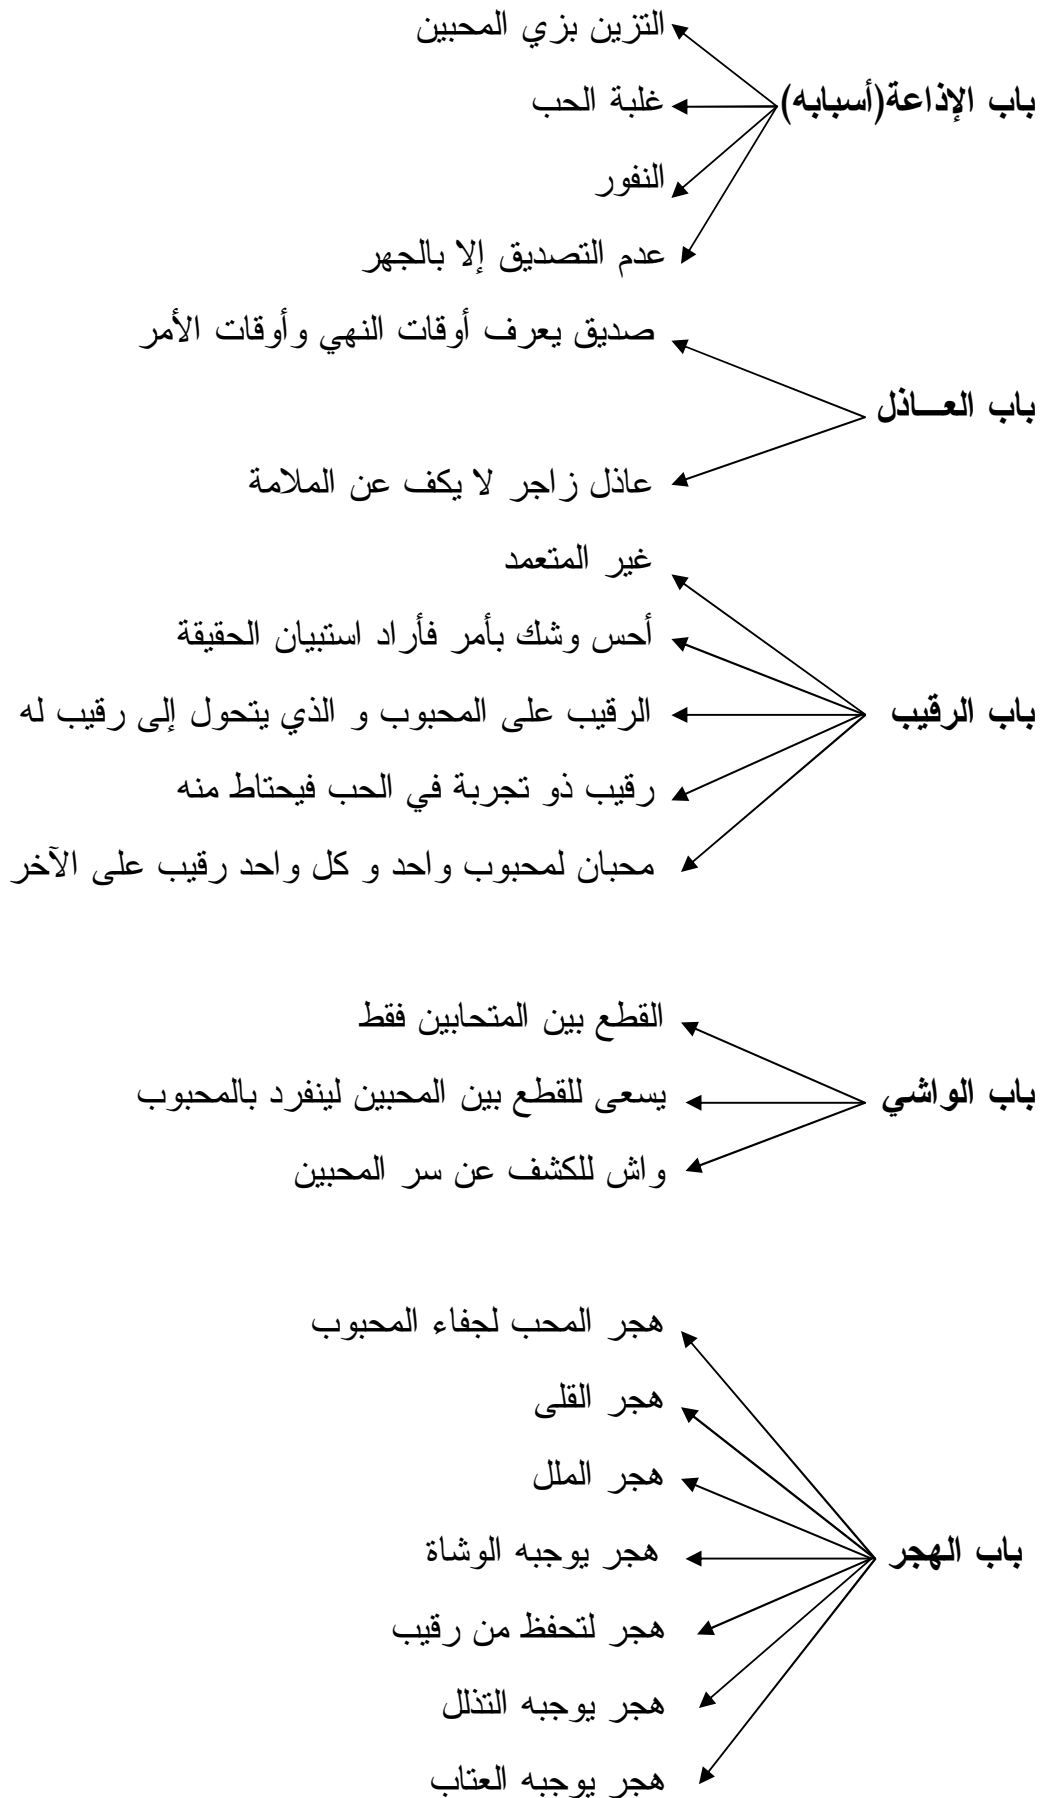 التزين بزي المحبين
باب الإذاعة(أسبابه)
غلبة الحب
النفور
عدم التصديق إلا بالجهر
صديق يعرف أوقات النهي وأوقات الأمر
باب العـــاذل
عاذل زاجر لا يكف عن الملامة
غير المتعمد
أحس وشك بأمر فأراد استبيان الحقيقة
باب الرقيب
الرقيب على المحبوب و الذي يتحول إلى رقيب له
رقيب ذو تجربة في الحب فيحتاط منه
محبان لمحبوب واحد و كل واحد رقيب على الآخر
القطع بين المتحابين فقط
باب الواشي
يسعى للقطع بين المحبين لينفرد بالمحبوب
واش للكشف عن سر المحبين
هجر المحب لجفاء المحبوب
هجر القلى
هجر الملل
باب الهجر
هجر يوجبه الوشاة
هجر لتحفظ من رقيب
هجر يوجبه التذلل
هجر يوجبه العتاب